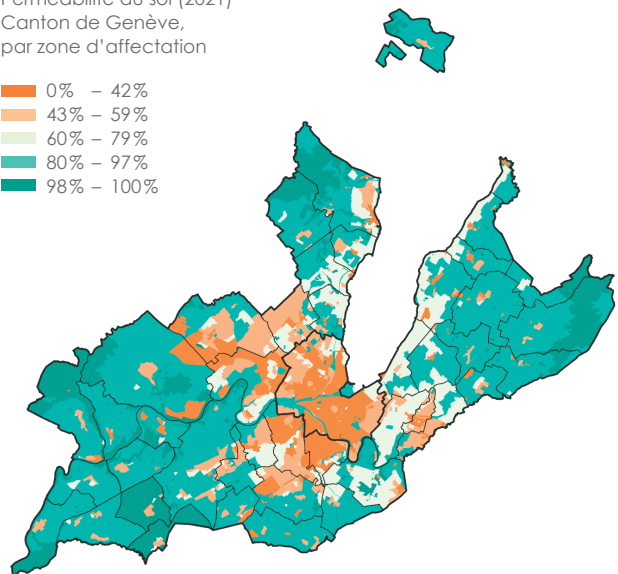 Perméabilité du sol (2021)
Canton de Genève,
par zone d’affectation
0% – 42%
43% – 59%
60% – 79%
80% – 97%
98% – 100%